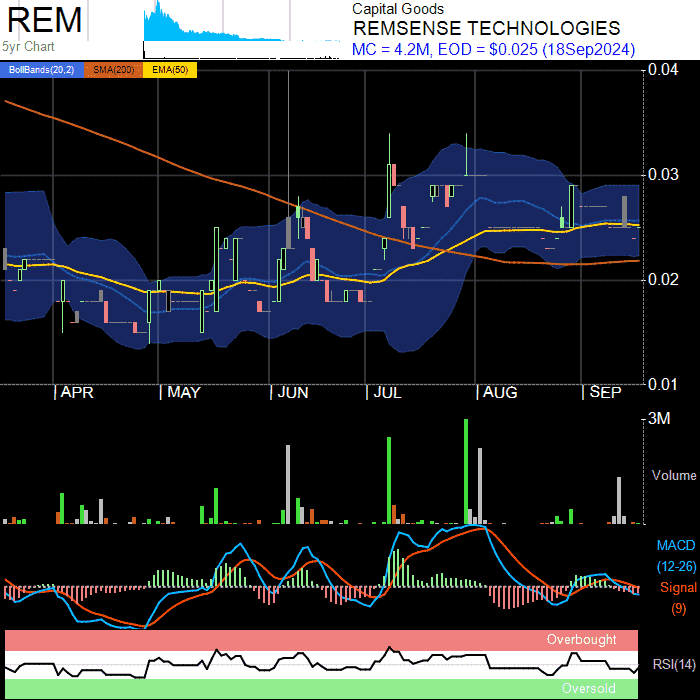 REM
5yr Chart
Capital Goods
REMSENSE TECHNOLOGIES
MC = 4.2M, EOD = $0.025 (18Sep2024)
BollBands(20,2) SMA(200) EMA(50)
0.04
0.03
0.02
0.01
APR MAY JUN JUL AUG SEP
3M
Volume
MACD
(12-26)
Signal
(9)
Overbought
RSI(14)
Oversold